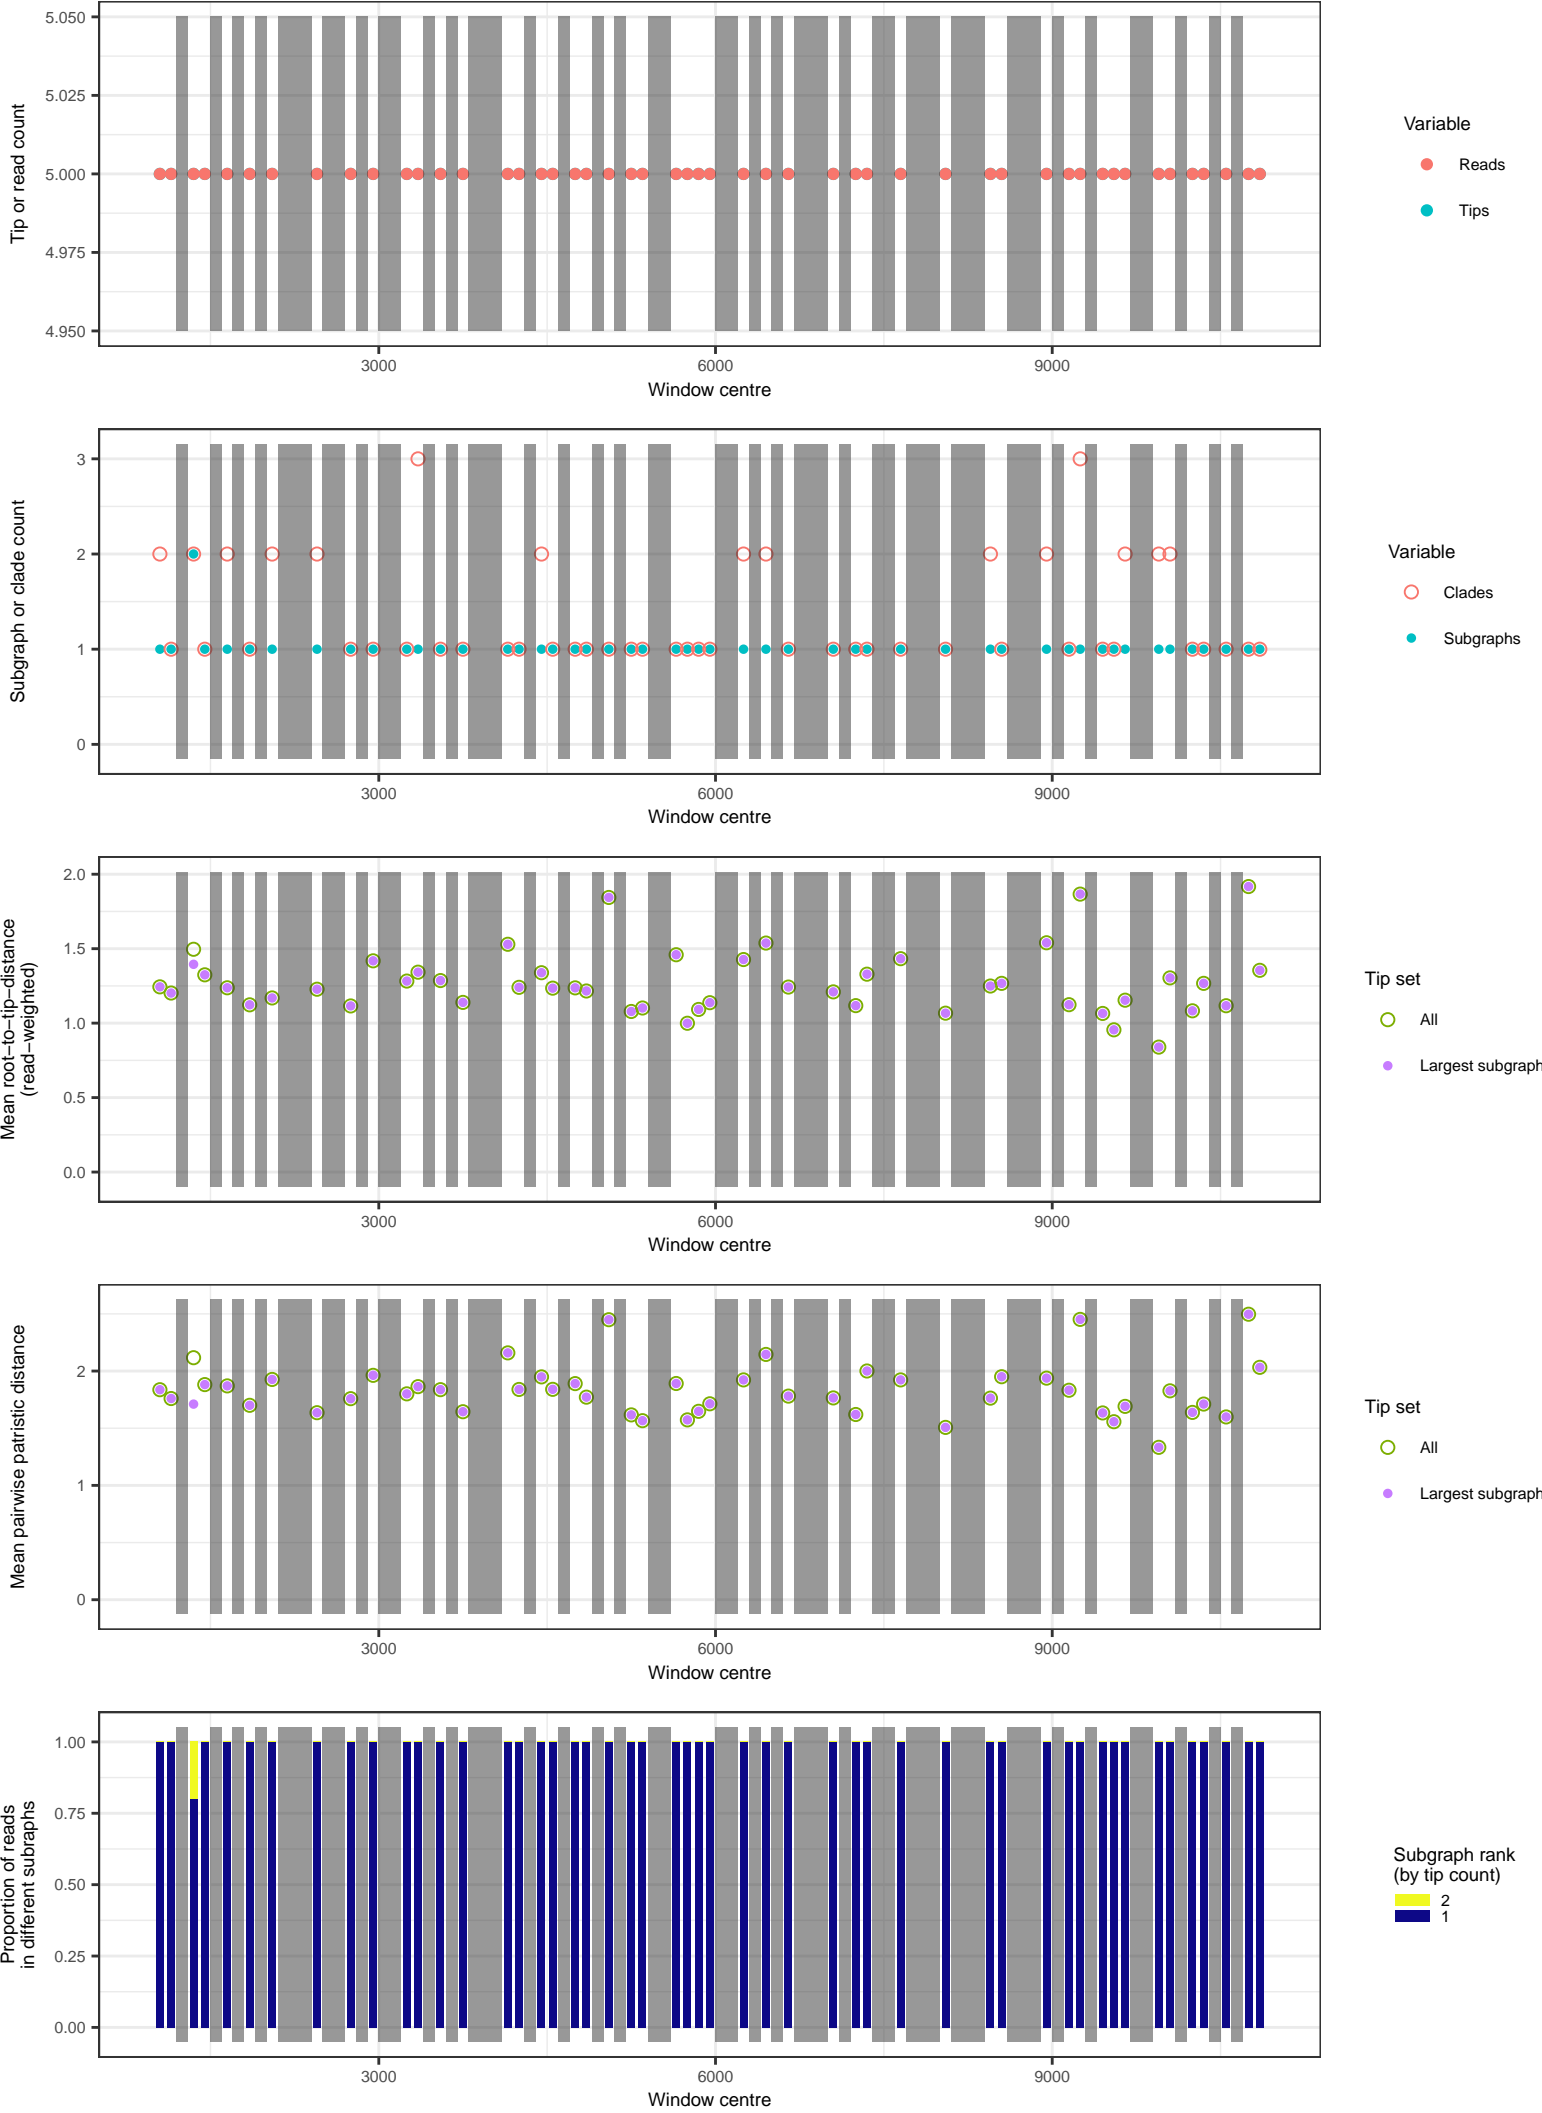 Tip or read count
5.050
5.025
5.000
4.975
4.950
3000 6000 9000
Window centre
Variable
Reads
Tips
Subgraph or clade count
3
2
1
0
3000 6000 9000
Window centre
Variable
Clades
Subgraphs
Mean root−to−tip−distance
(read−weighted)
2.0
1.5
1.0
0.5
0.0
3000 6000 9000
Window centre
Tip set
All
Largest subgraph
Mean pairwise patristic distance
2
1
0
3000 6000 9000
Window centre
Tip set
All
Largest subgraph
Proportion of reads
in different subraphs
1.00
0.75
0.50
0.25
0.00
3000 6000 9000
Window centre
Subgraph rank
(by tip count)
2
1